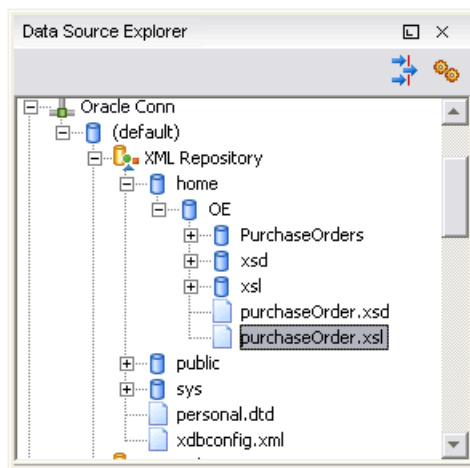 Data Source Explorer
Oracle Conn
(default)
XML Repository
home
OE
PurchaseOrders
xsd
xsl
purchaseOrder.xsd
purchaseOrder.xsl
public
sys
personal.dtd
xdbconfig.xml